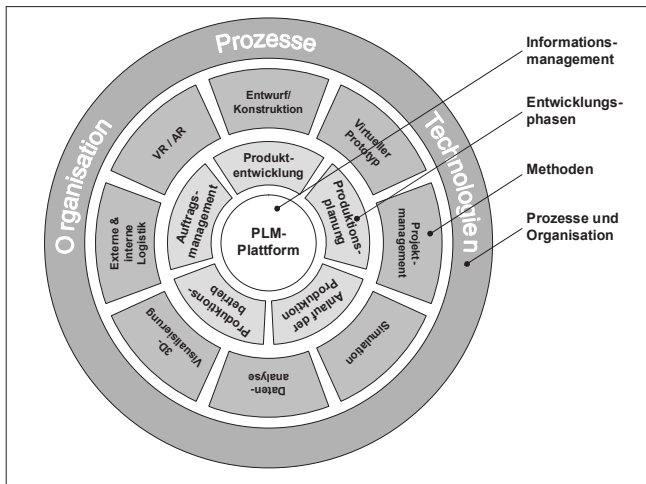 Prozesse
Organisation
Technologien
Entwurf/
Konstruktion
Virtueller
Prototyp
Projekt-
management
Simulation
Daten-
analyse
3D-
Visualisierung
Externe &
interne
Logistik
VR / AR
Produkt-
entwicklung
Produktions-
planung
Anlauf der
Produktion
Produktions-
betrieb
Auftrags-
management
PLM-
Plattform
Informations-
management
Entwicklungs-
phasen
Methoden
Prozesse und
Organisation